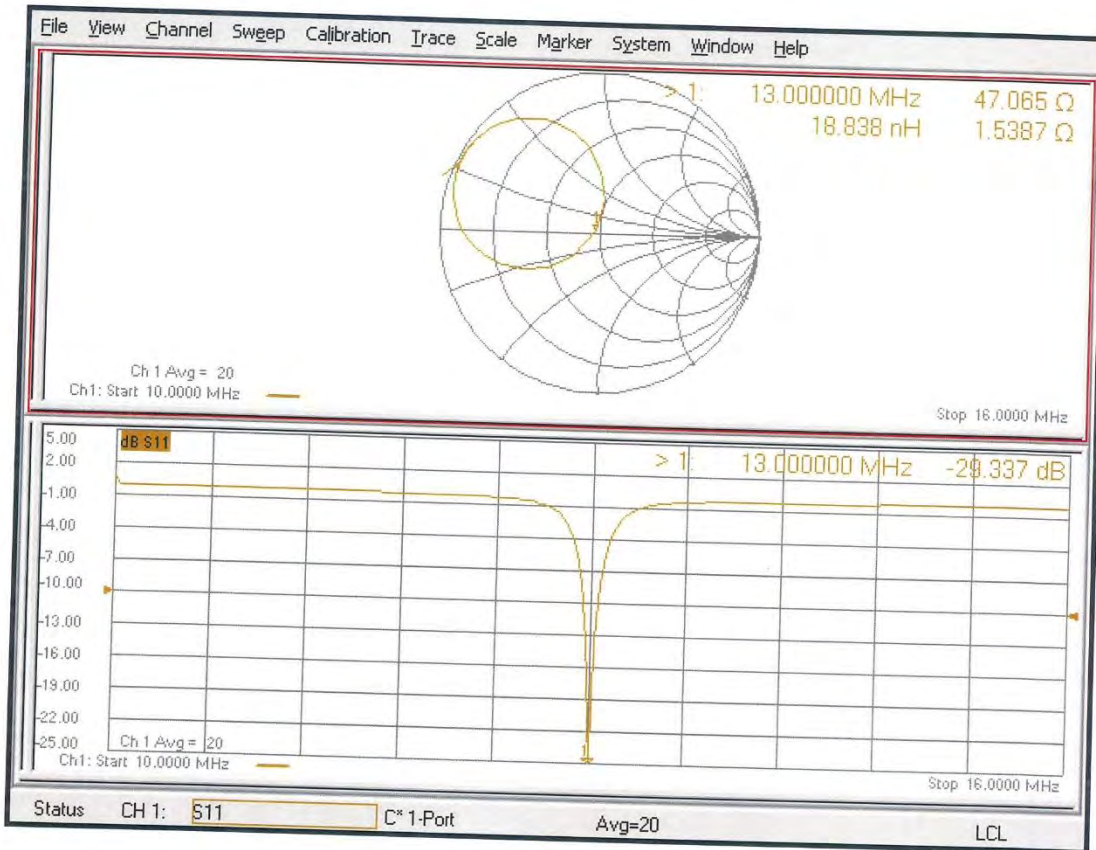 File View Channel Sweep Calibration Trace Scale Marker System Window Help
> 1: 13.000000 MHz 47.065 Ω
18.838 nH 1.5387 Ω
1
Ch 1 Avg = 20
Ch1: Start 10.0000 MHz
Stop 16.0000 MHz
5.00
dB S11
> 1: 13.000000 MHz -29.337 dB
2.00
-1.00
-4.00
-7.00
-10.00
-13.00
-16.00
-19.00
-22.00
-25.00
1
Ch 1 Avg = 20
Ch1: Start 10.0000 MHz
Stop 16.0000 MHz
Status CH 1: S11 C* 1-Port Avg=20 LCL